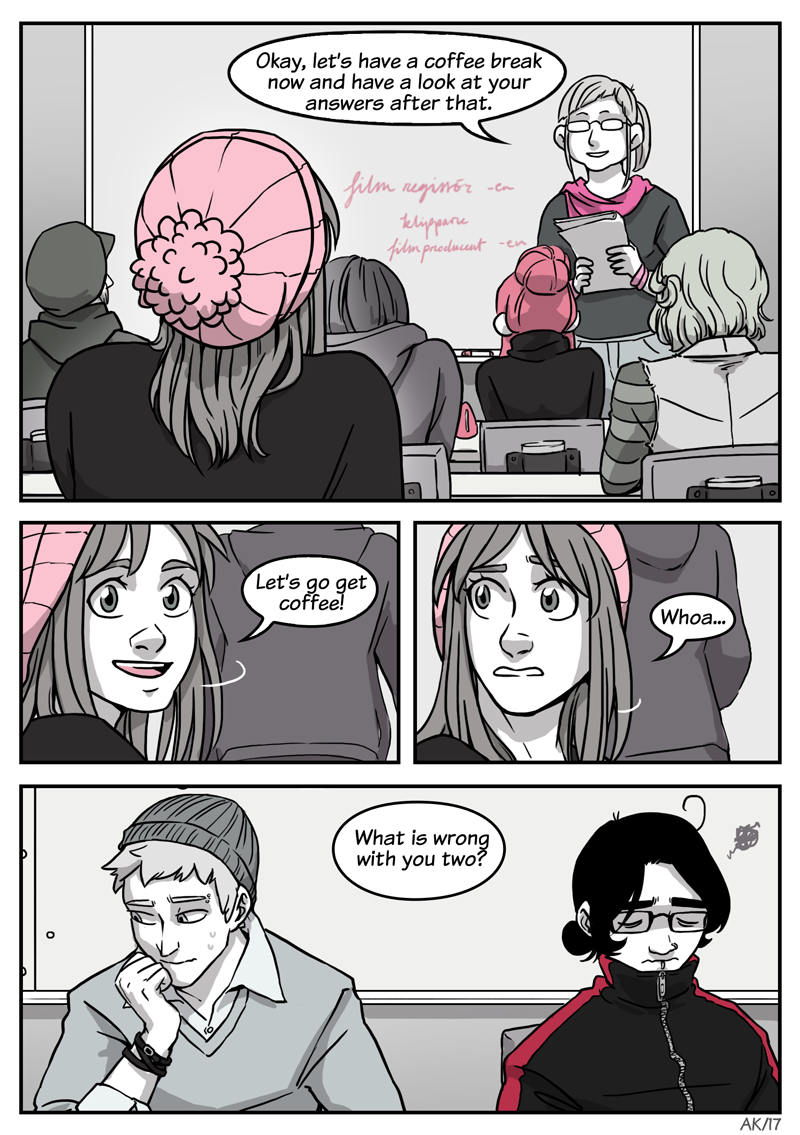 Okay, let's have a coffee break
now and have a look at your
answers after that.
film regissör -en
klippare
filmproducent -en
Let's go get
coffee!
Whoa...
What is wrong
with you two?
AK/17